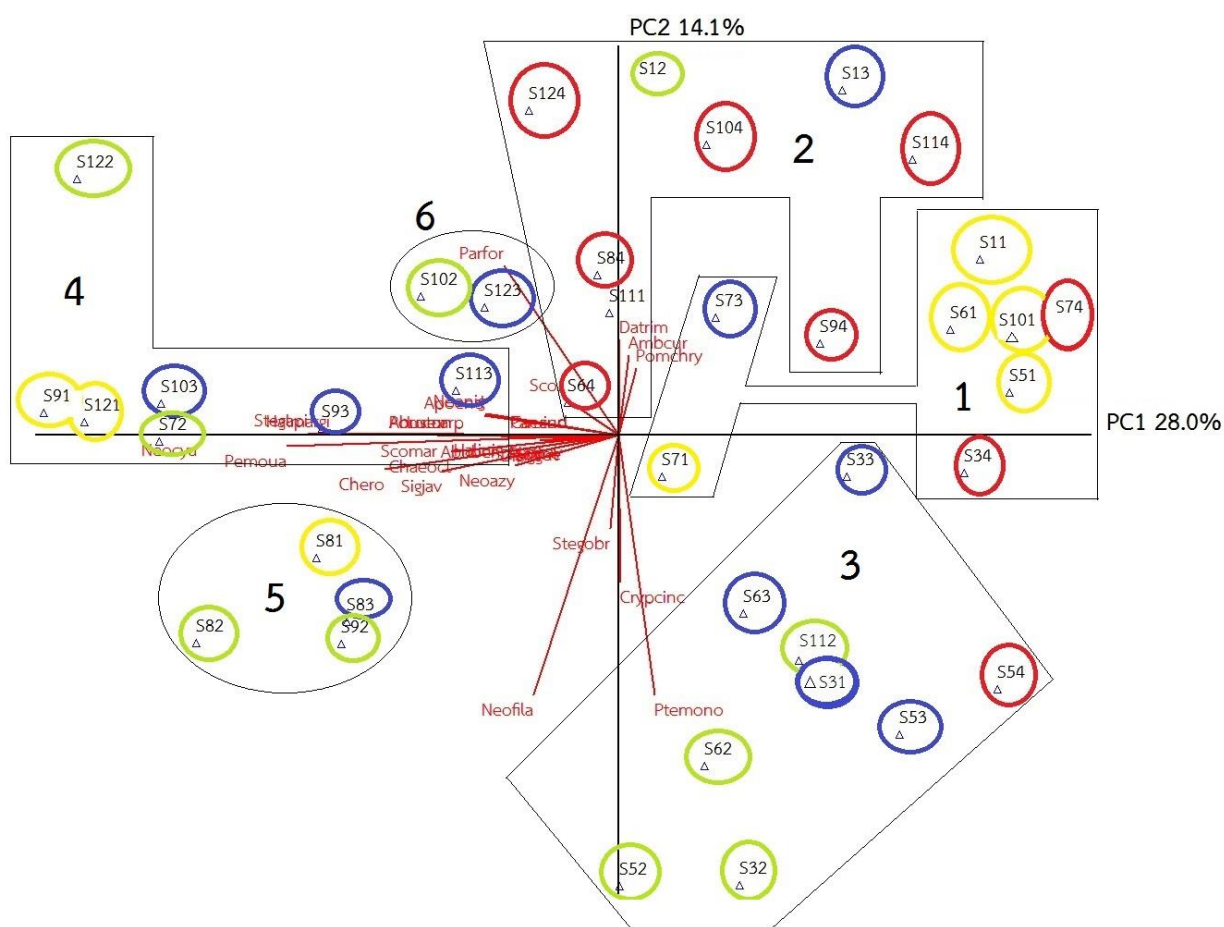 PC2 14.1%
S12
S13
S124
S104
2
S114
S122
6
S11
Parfor
S84
4
S102
S123
S111
S73
S61
S101
S74
Datrim
S94
Ambcur
Pomchry
S113
S51
S91
S103
S64
S121
S93
1
S72
PC1 28.0%
Pemoua
Scomar
Chaeoct
S71
S33
S34
Chero
Sigjav
Neoazy
Stegobr
S81
3
5
S83
Crypcinc
S63
S82
S92
S112
S31
S54
Neofila
Ptemono
S53
S62
S52
S32